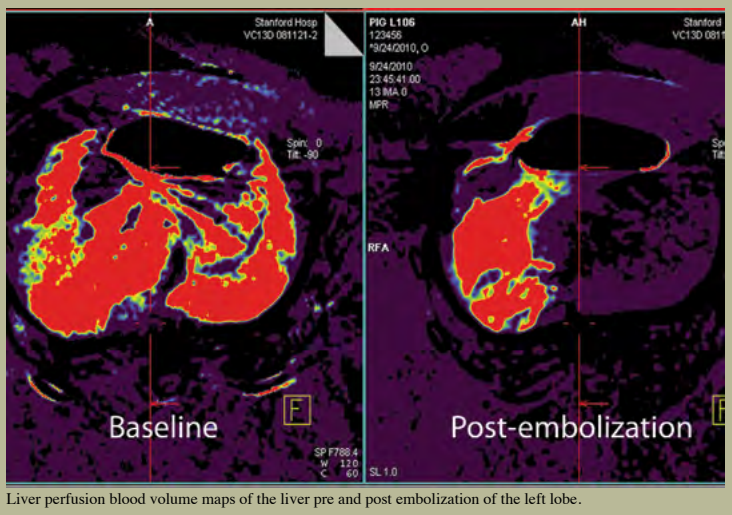 A
Stanford Hosp
VC13D 081121-2
Spin: 0
Tilt: -90
F
Baseline
SP F788.4
W 120
C 60
PIG L106
123456
*9/24/2010, O
9/24/2010
23:45:41:00
13 IMA 0
MPR
AH
Stanford
VC13D 081
RFA
Post-embolization
SL 1.0
Liver perfusion blood volume maps of the liver pre and post embolization of the left lobe.